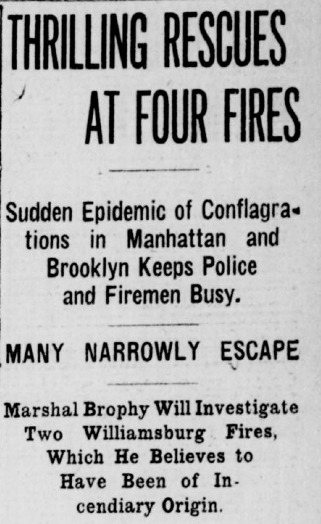 THRILLING RESCUES
AT FOUR FIRES
Sudden Epidemic of Conflagra-
tions in Manhattan and
Brooklyn Keeps Police
and Firemen Busy.
MANY NARROWLY ESCAPE
Marshal Brophy Will Investigate
Two Williamsburg Fires,
Which He Believes to
Have Been of In-
cendiary Origin.